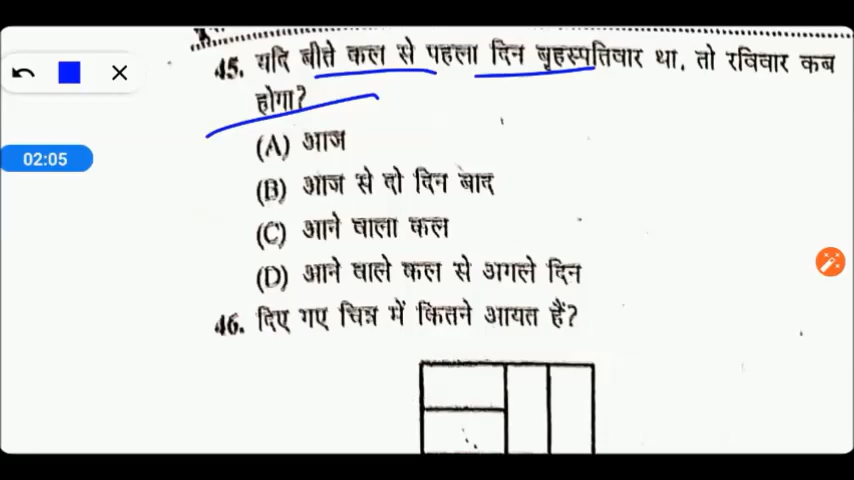 45. यदि बीते कल से पहला दिन बृहस्पतिवार था, तो रविवार कब
होगा?
02:05
(A) आज
(B) आज से दो दिन बाद
(C) आने वाला कल
(D) आने वाले कल से अगले दिन
46. दिए गए चित्र में कितने आयत हैं?